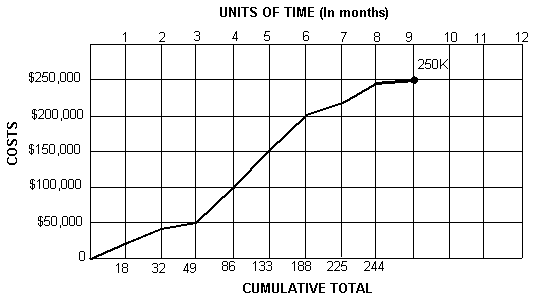 UNITS OF TIME (In months)
1 2 3 4 5 6 7 8 9 10 11 12
250K
$250,000
$200,000
$150,000
$100,000
$50,000
0
COSTS
18 32 49 86 133 188 225 244
CUMULATIVE TOTAL